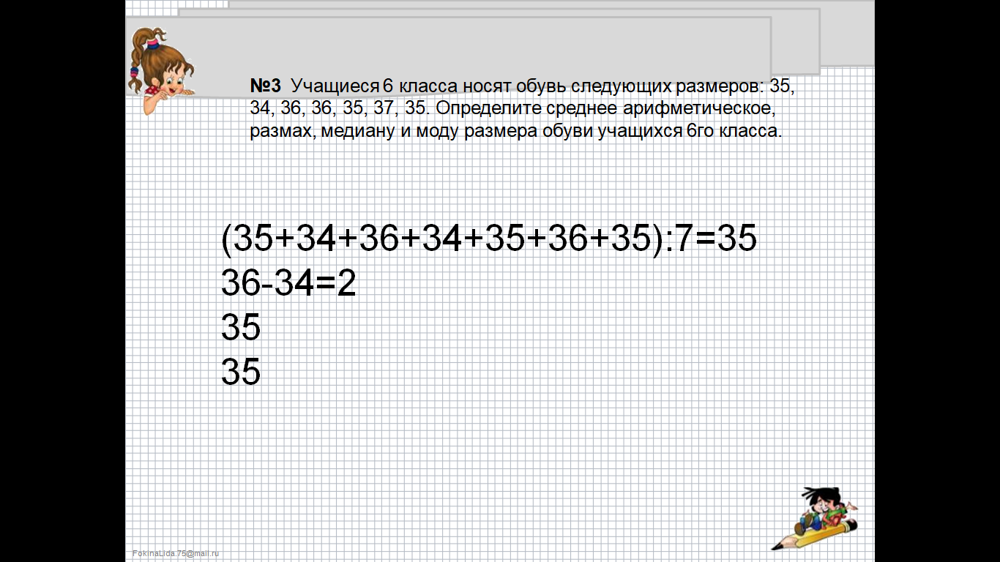 №3 Учащиеся 6 класса носят обувь следующих размеров: 35,
34, 36, 36, 35, 37, 35. Определите среднее арифметическое,
размах, медиану и моду размера обуви учащихся 6го класса.
(35+34+36+34+35+36+35):7=35
36-34=2
35
35
FokinaLida.75@mail.ru